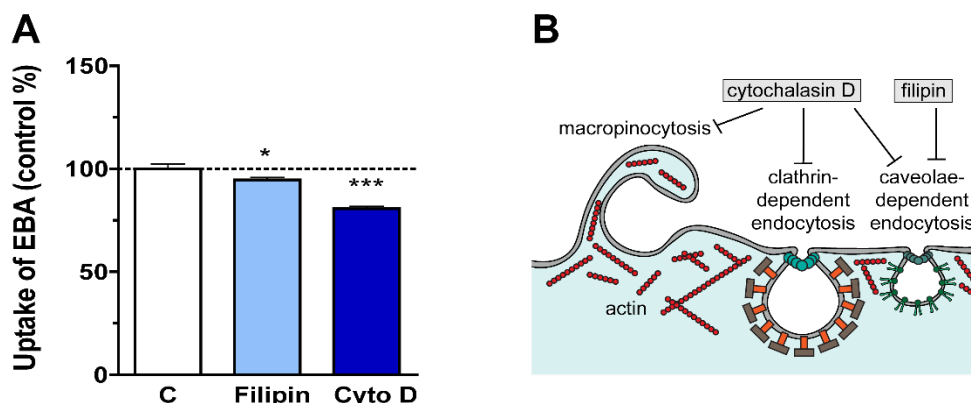 A
Uptake of EBA (control %)
150
100
50
0
*
***
C
Filipin
Cyto D
B
cytochalasin D
filipin
macropinocytosis
clathrin-
dependent
endocytosis
caveolae-
dependent
endocytosis
actin